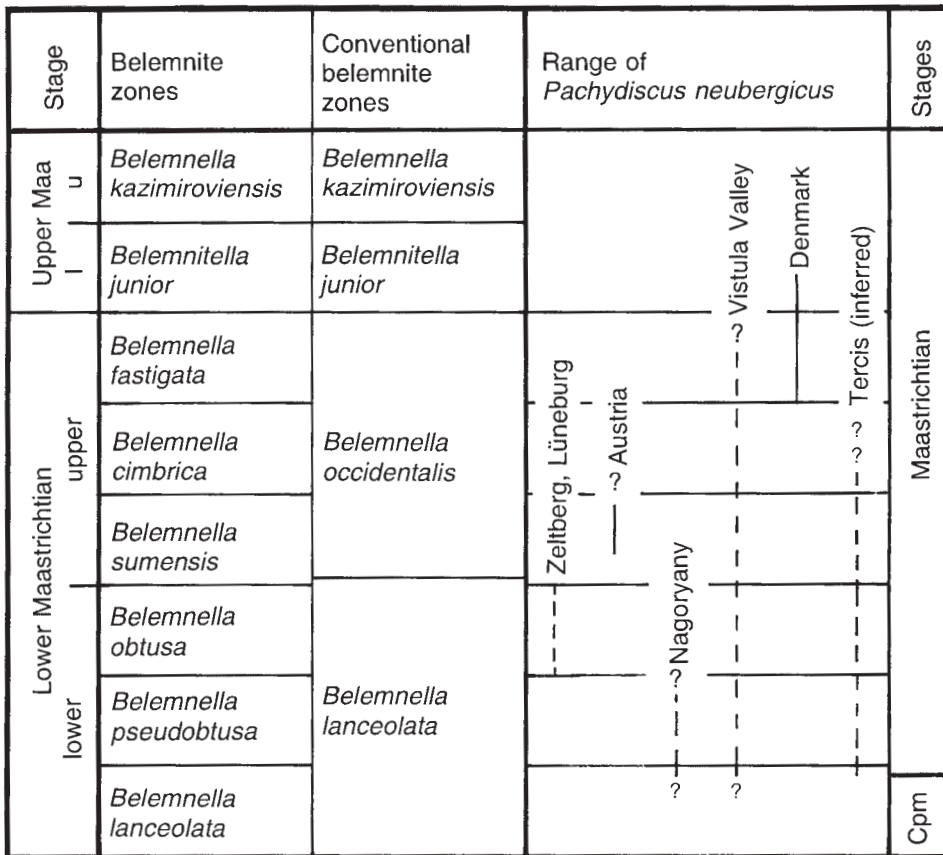 Stage
Belemnite
zones
Conventional
belemnite
zones
Range of
Pachydiscus neubergicus
Stages
Upper Maa
u
l
Belemnella
kazimiroviensis
Belemnella
kazimiroviensis
Belemnitella
junior
Belemnitella
junior
Lower Maastrichtian
upper
lower
Belemnella
fastigata
Belemnella
cimbrica
Belemnella
sumensis
Belemnella
occidentalis
Belemnella
obtusa
Belemnella
pseudobtusa
Belemnella
lanceolata
Belemnella
lanceolata
Zeltberg, Lüneburg
? Austria
? Nagoryany
?
? Vistula Valley
?
Denmark
Tercis (inferred)
?
?
Maastrichtian
Cpm